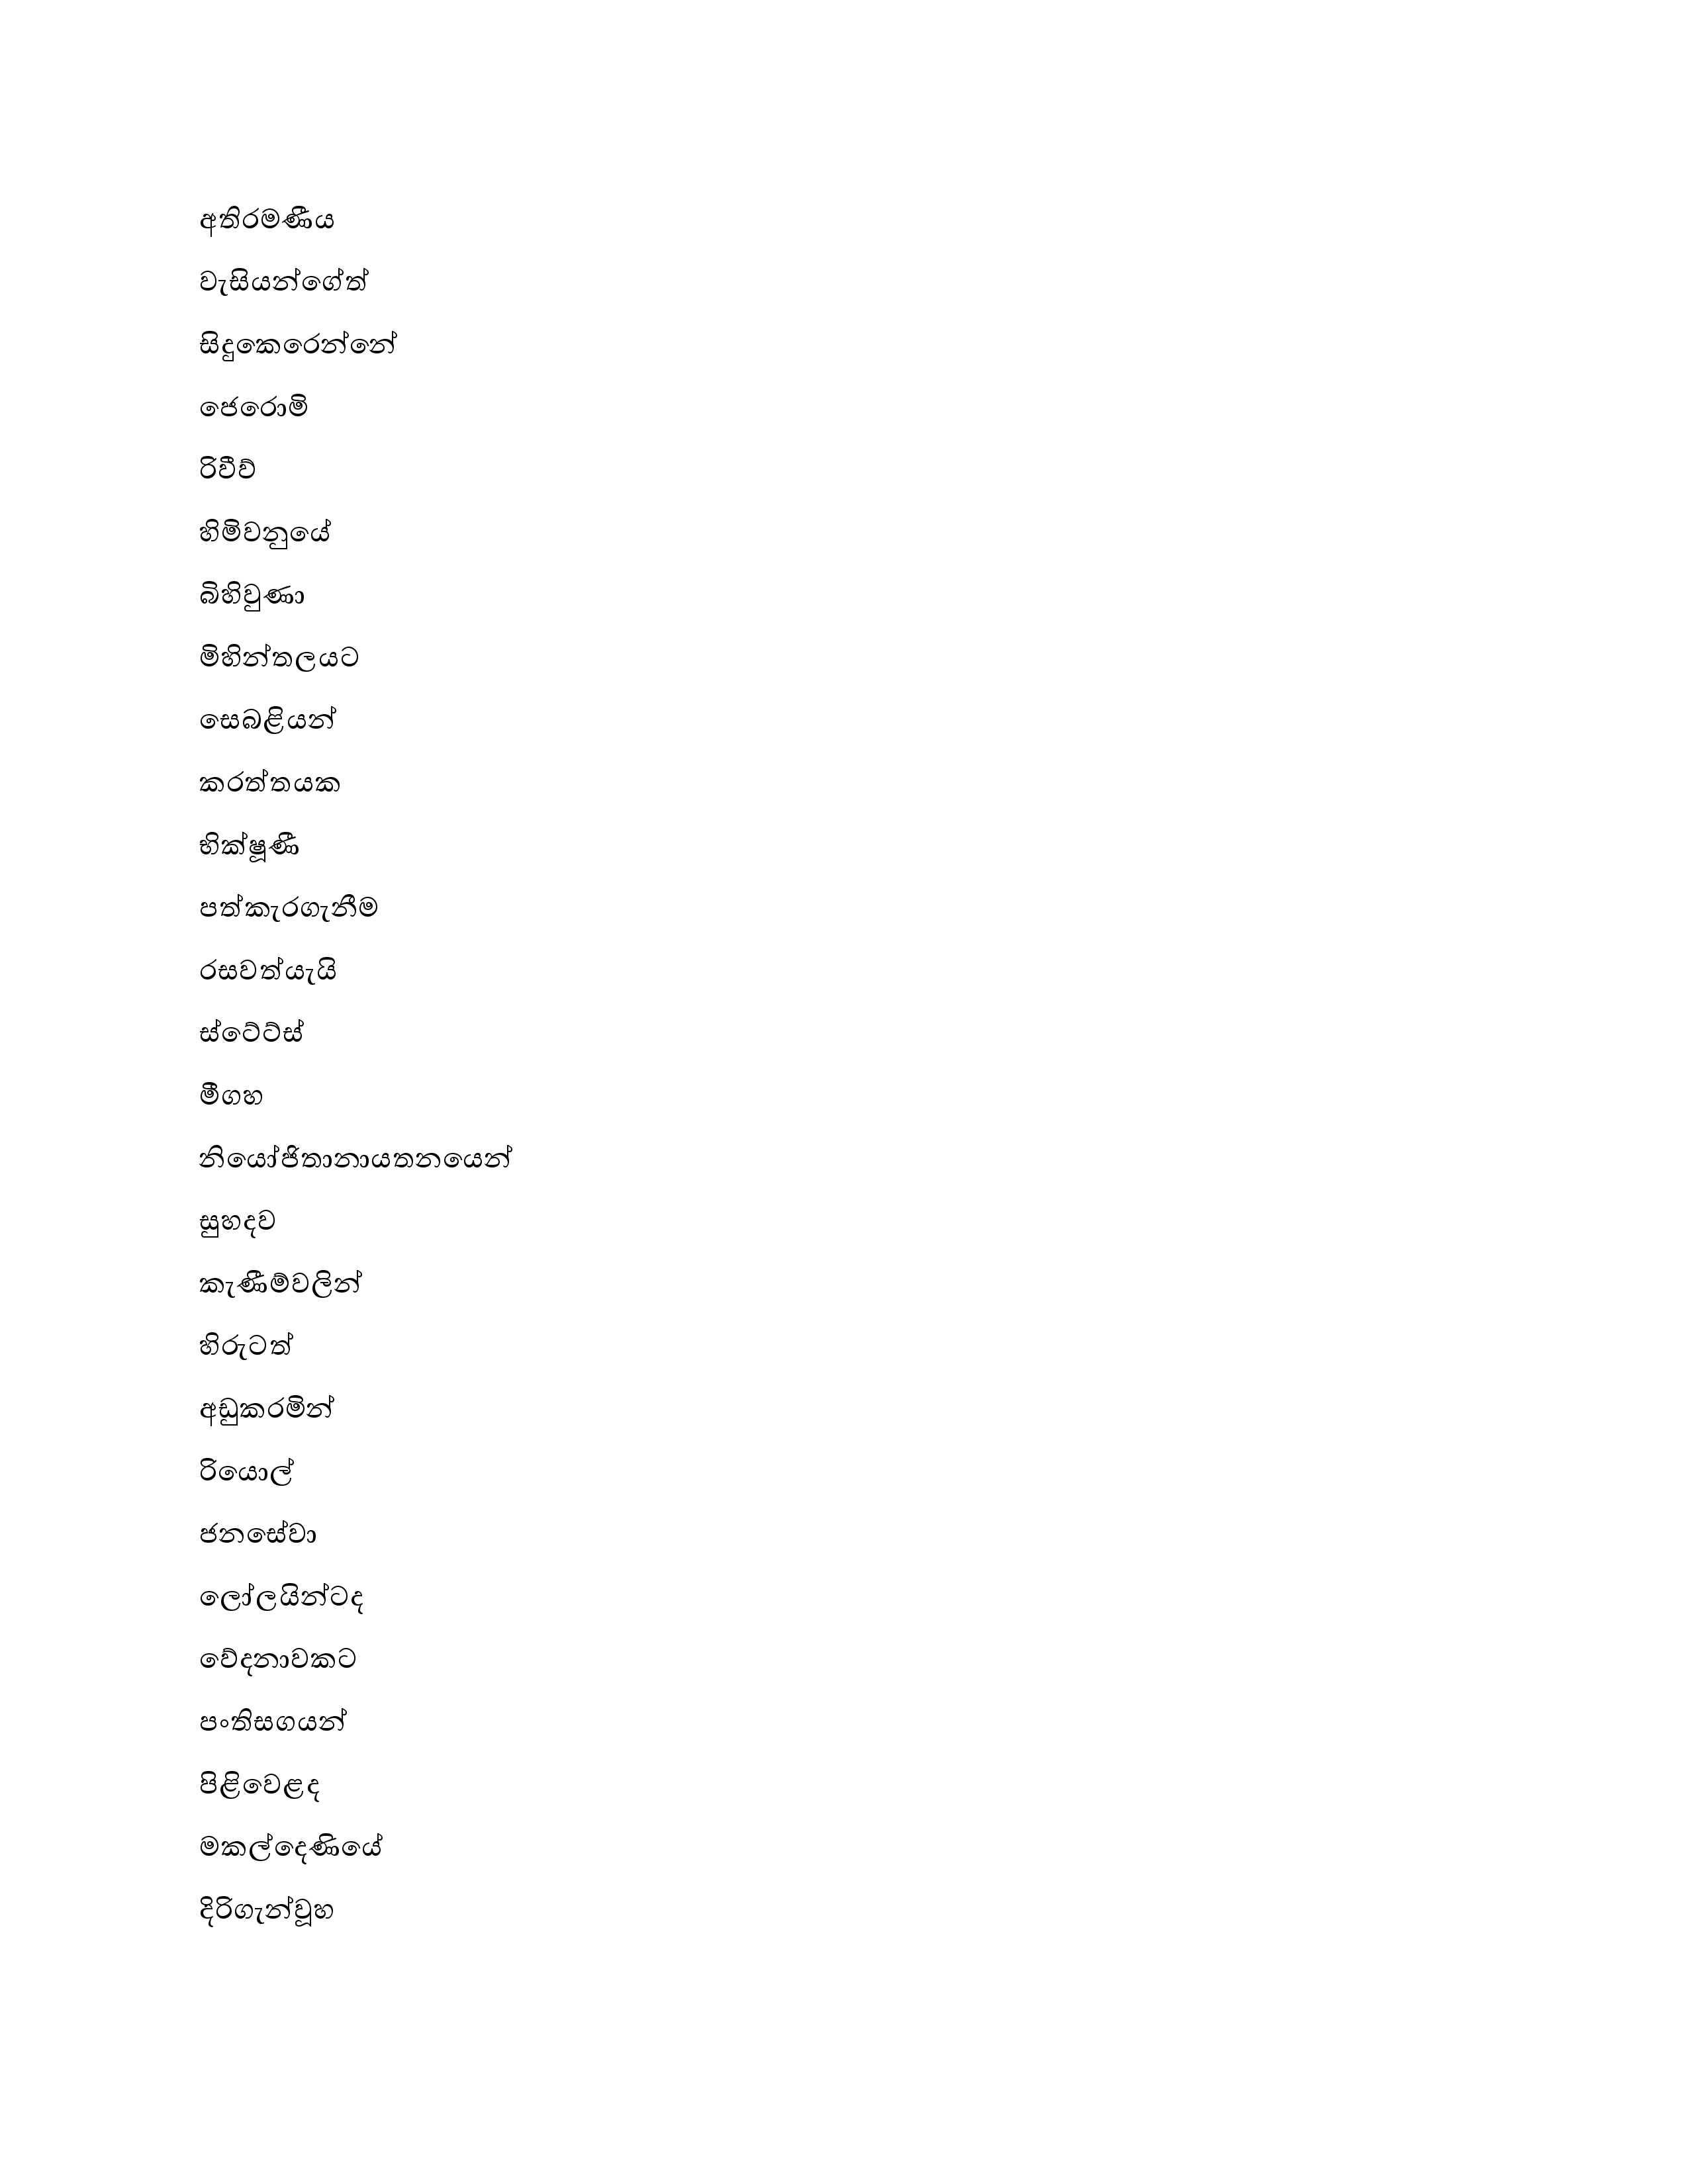 අතිරමණීය
වැසියන්ගේත්
සිදුකෙරෙන්නේ
ජෙරොමි
රිවීව්
හිමිවනුයේ
බිහිවුණා
මිහින්තලයට
සෙබළියන්
කරත්තයක
භික්ෂූණී
පත්කැරගැනීම
රසවත්යැයි
ස්ටේට්ස්
මීගහ
නියෝජිතානායතනයෙන්
සුහදව
කැණීම්වලින්
හිරුටත්
අඩුකරමින්
රියොල්
ජනසේවා
ලෝලයින්ටද
වේදනාවකට
පංතිසගයන්
පිළිවෙළද
මකල්දෙණියේ
දිරිගැන්වූහ